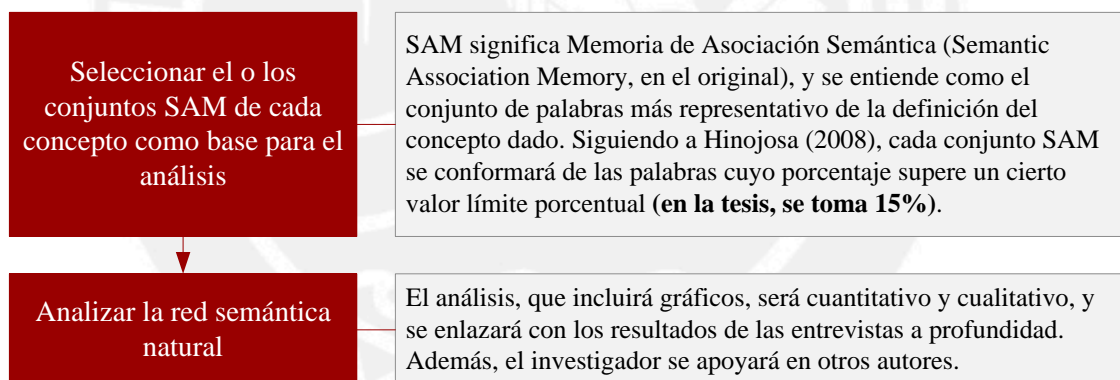 Seleccionar el o los
conjuntos SAM de cada
concepto como base para el
análisis
SAM significa Memoria de Asociación Semántica (Semantic
Association Memory, en el original), y se entiende como el
conjunto de palabras más representativo de la definición del
concepto dado. Siguiendo a Hinojosa (2008), cada conjunto SAM
se conformará de las palabras cuyo porcentaje supere un cierto
valor límite porcentual (en la tesis, se toma 15%).
Analizar la red semántica
natural
El análisis, que incluirá gráficos, será cuantitativo y cualitativo, y
se enlazará con los resultados de las entrevistas a profundidad.
Además, el investigador se apoyará en otros autores.